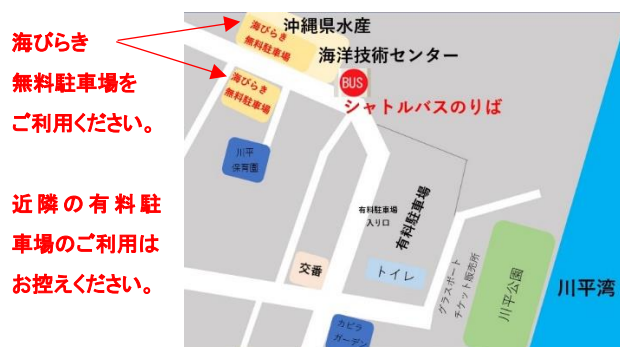 海びらき
無料駐車場を
ご利用ください。
近隣の有料駐
車場のご利用は
お控えください。
海びらき
無料駐車場
沖縄県水産
海洋技術センター
BUS
シャトルバスのりば
海びらき
無料駐車場
川平
保育園
有料駐車場
入り口
有料駐車場
交番
トイレ
グラスボート
チケット販売所
川平公園
川平湾
カビラ
ガーデン